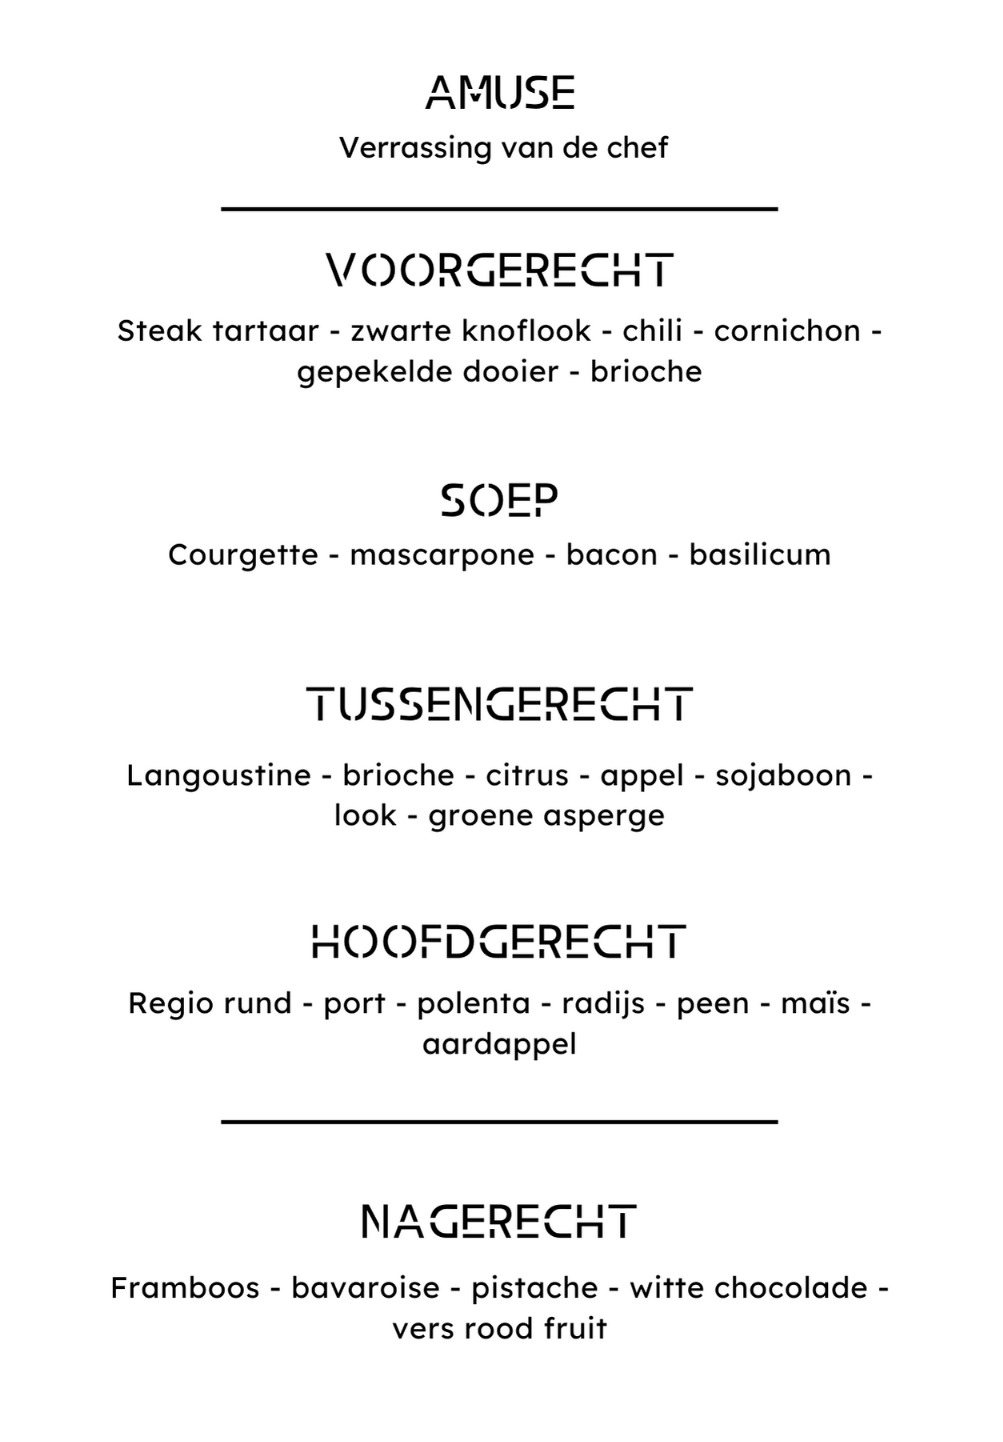 AMUSE
Verrassing van de chef
VOORGERECHT
Steak tartaar - zwarte knoflook - chili - cornichon -
gepekelde dooier - brioche
SOEP
Courgette - mascarpone - bacon - basilicum
TUSSENGERECHT
Langoustine - brioche - citrus - appel - sojaboon -
look - groene asperge
HOOFDGERECHT
Regio rund - port - polenta - radijs - peen - maïs -
aardappel
NAGERECHT
Framboos - bavaroise - pistache - witte chocolade -
vers rood fruit